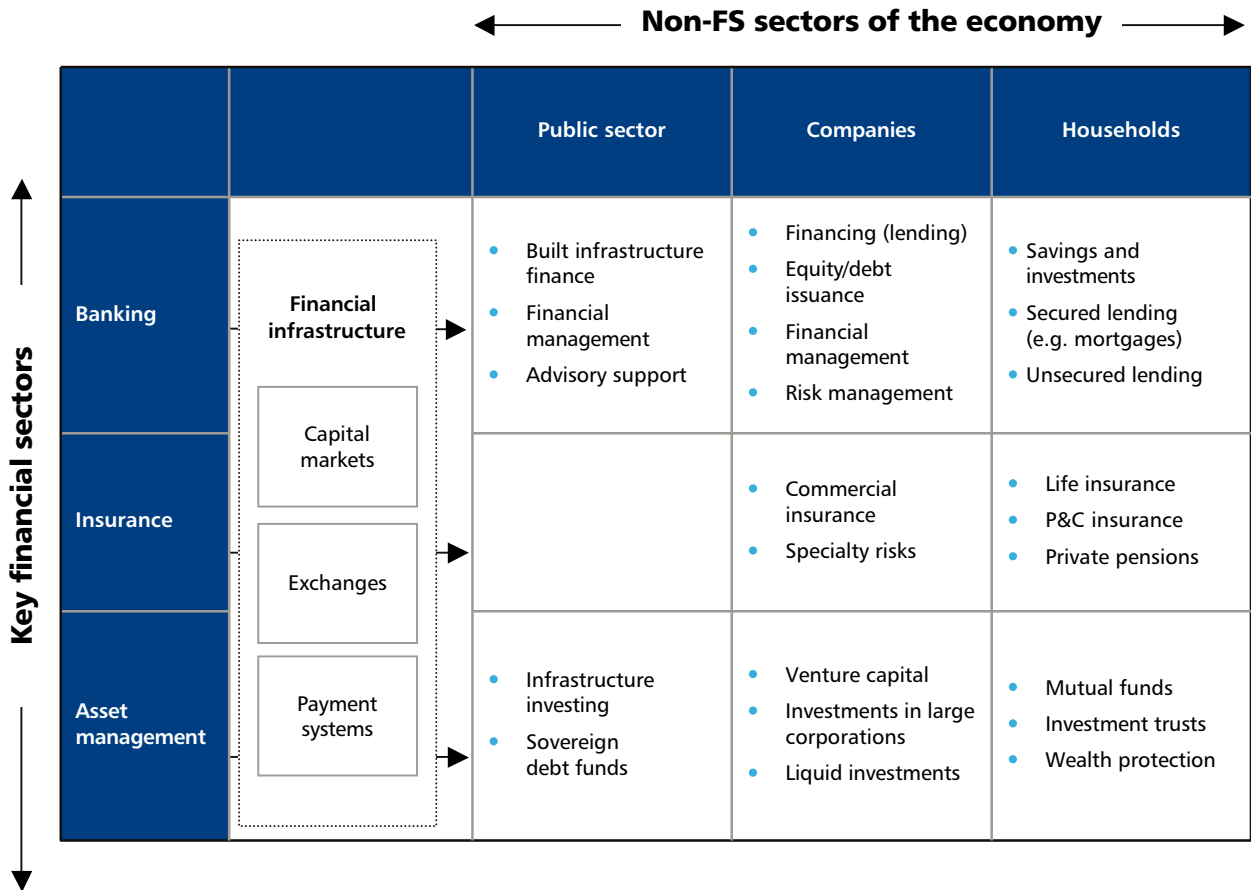 Non-FS sectors of the economy
Key financial sectors
Public sector
Companies
Households
Banking
Financial
infrastructure
Capital
markets
Exchanges
Payment
systems
Built infrastructure
finance
Financial
management
Advisory support
Financing (lending)
Equity/debt
issuance
Financial
management
Risk management
Savings and
investments
Secured lending
(e.g. mortgages)
Unsecured lending
Insurance
Commercial
insurance
Specialty risks
Life insurance
P&C insurance
Private pensions
Asset
management
Infrastructure
investing
Sovereign
debt funds
Venture capital
Investments in large
corporations
Liquid investments
Mutual funds
Investment trusts
Wealth protection